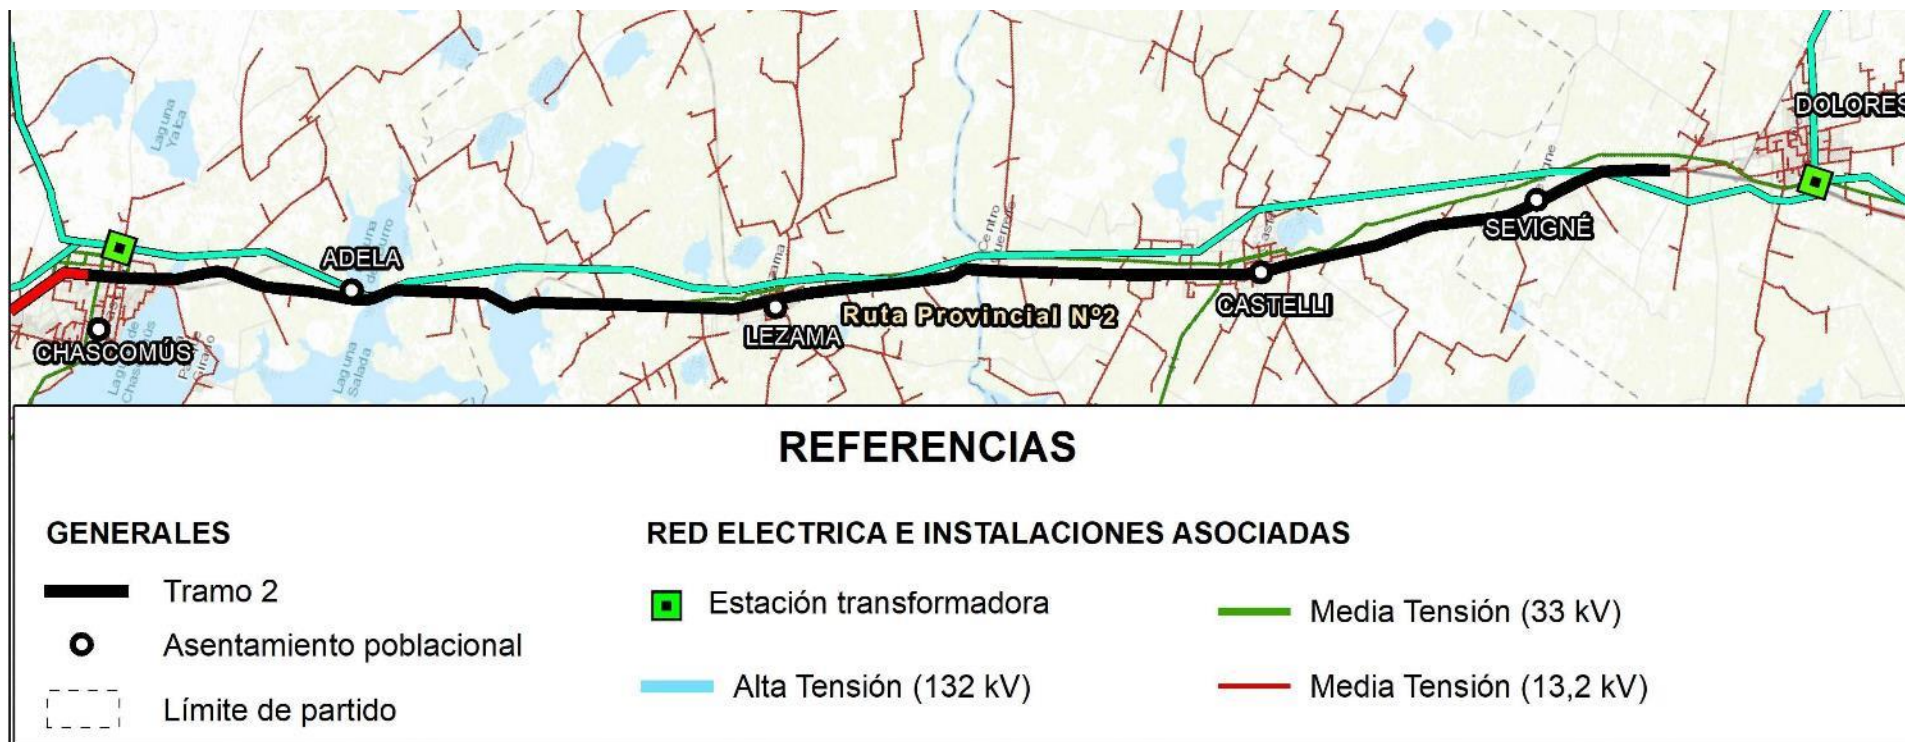 DOLORES
Laguna
Yalca
ADELA
SEVIGNÉ
CASTELLI
Ruta Provincial Nº2
LEZAMA
CHASCOMÚS
Laguna
Salada
Centro
REFERENCIAS
GENERALES
Tramo 2
Asentamiento poblacional
Límite de partido
RED ELECTRICA E INSTALACIONES ASOCIADAS
Estación transformadora
Alta Tensión (132 kV)
Media Tensión (33 kV)
Media Tensión (13,2 kV)